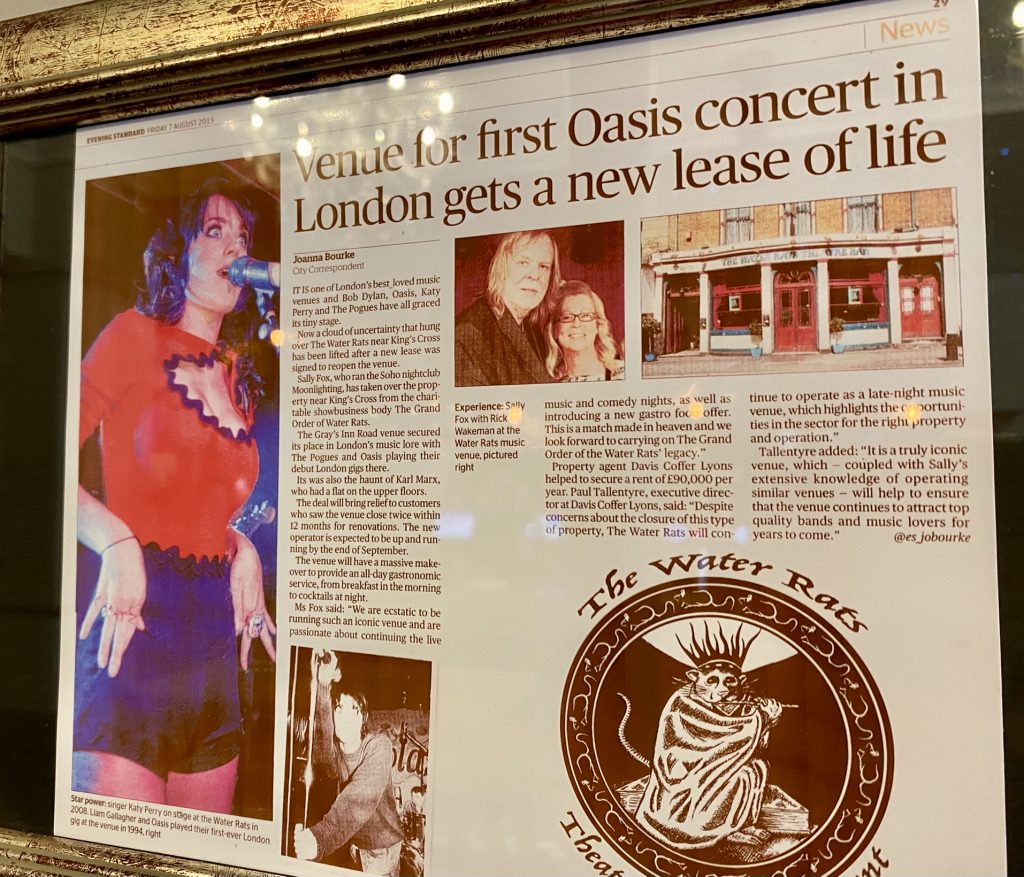 29
News
EVENING STANDARD FRIDAY 7 AUGUST 2015
Venue for first Oasis concert in
London gets a new lease of life
Joanna Bourke
City Correspondent
IT IS one of London's best loved music
venues and Bob Dylan, Oasis, Katy
Perry and The Pogues have all graced
its tiny stage.
Now a cloud of uncertainty that hung
over The Water Rats near King's Cross
has been lifted after a new lease was
signed to reopen the venue.
Sally Fox, who ran the Soho nightclub
Moonlighting, has taken over the prop-
erty near King's Cross from the chari-
table showbusiness body The Grand
Order of Water Rats.
The Gray's Inn Road venue secured
its place in London's music lore with
The Pogues and Oasis playing their
debut London gigs there.
Its was also the haunt of Karl Marx,
who had a flat on the upper floors.
The deal will bring relief to customers
who saw the venue close twice within
12 months for renovations. The new
operator is expected to be up and run-
ning by the end of September.
The venue will have a massive make-
over to provide an all-day gastronomic
service, from breakfast in the morning
to cocktails at night.
Ms Fox said: "We are ecstatic to be
running such an iconic venue and are
passionate about continuing the live
THE WATER RATS THEATRE BAR
Experience: Sally
Fox with Rick
Wakeman at the
Water Rats music
venue, pictured
right
music and comedy nights, as well as
introducing a new gastro food offer.
This is a match made in heaven and we
look forward to carrying on The Grand
Order of the Water Rats' legacy."
Property agent Davis Coffer Lyons
helped to secure a rent of £90,000 per
year. Paul Tallentyre, executive direc-
tor at Davis Coffer Lyons, said: "Despite
concerns about the closure of this type
of property, The Water Rats will con-
tinue to operate as a late-night music
venue, which highlights the opportuni-
ties in the sector for the right property
and operation."
Tallentyre added: "It is a truly iconic
venue, which – coupled with Sally's
extensive knowledge of operating
similar venues – will help to ensure
that the venue continues to attract top
quality bands and music lovers for
years to come."
@es_jobourke
Star power: singer Katy Perry on stage at the Water Rats in
2008. Liam Gallagher and Oasis played their first-ever London
gig at the venue in 1994, right
The Water Rats